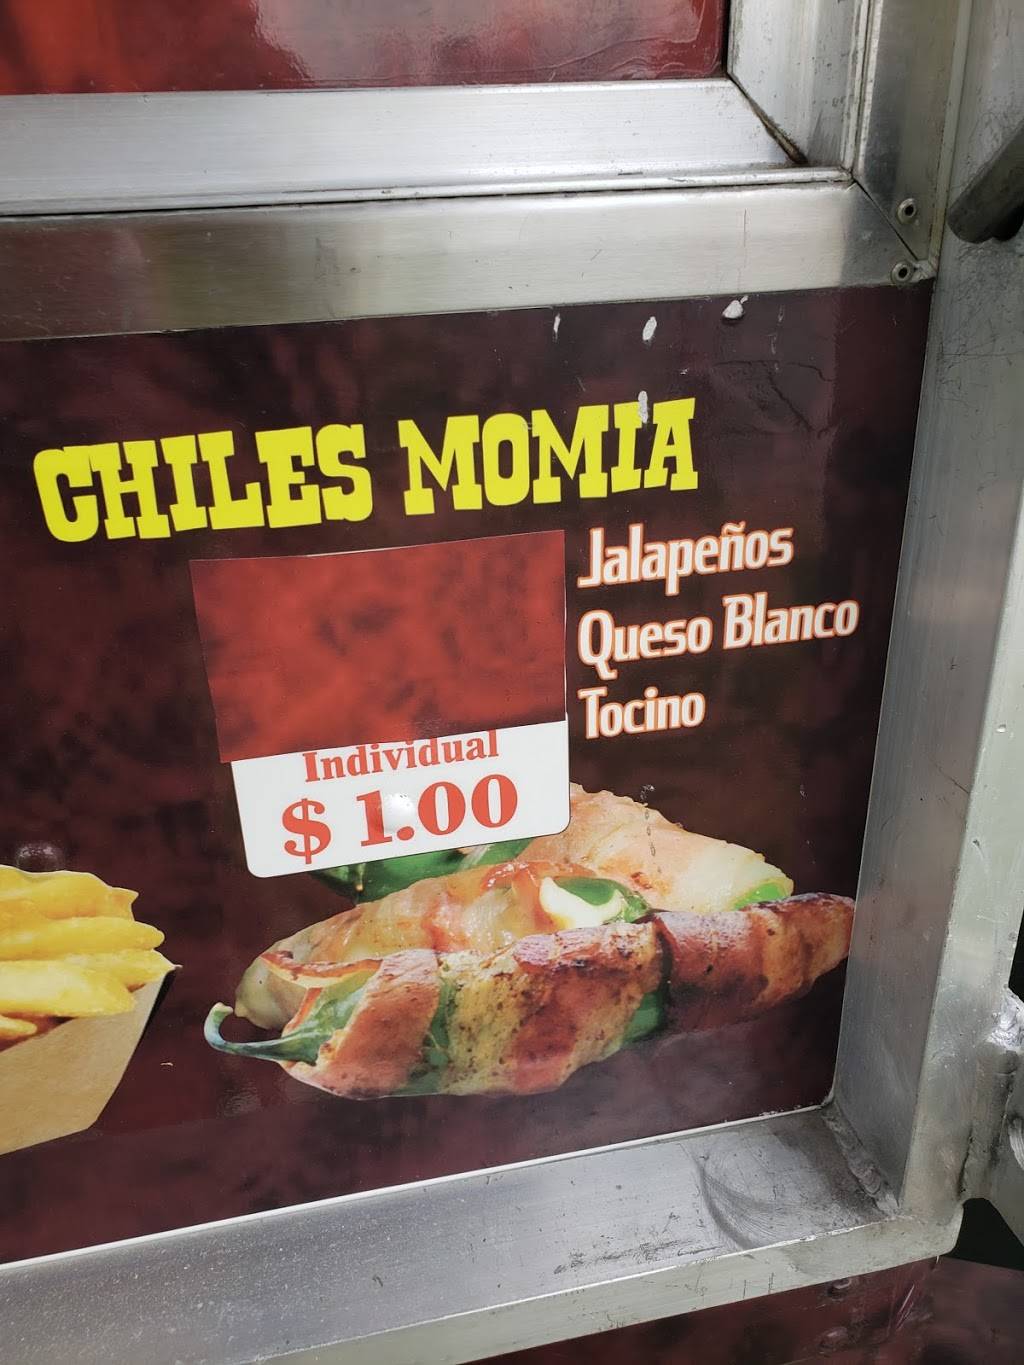 CHILES MOMIA
Jalapeños
Queso Blanco
Tocino
Individual
$ 1.00